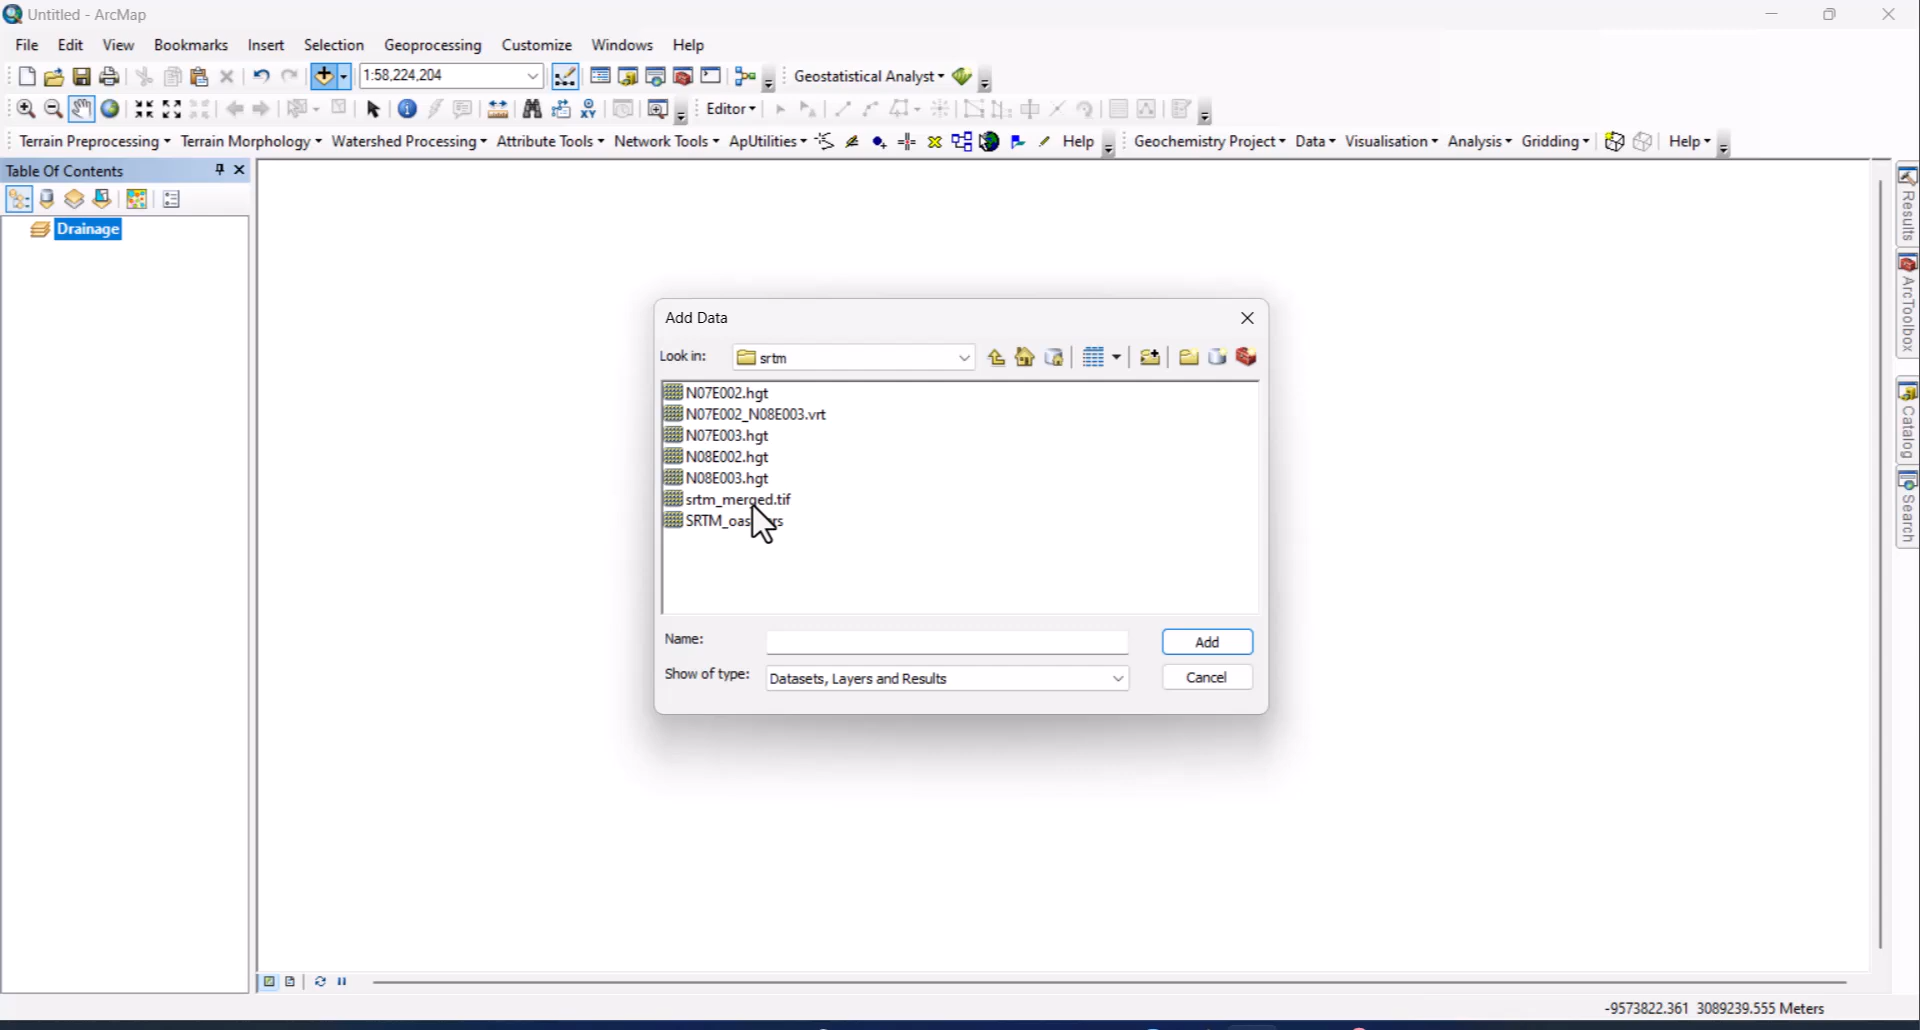 Untitled - ArcMap
File Edit View Bookmarks Insert Selection Geoprocessing Customize Windows Help
1:58,224,204 Geostatistical Analyst
Editor
Terrain Preprocessing Terrain Morphology Watershed Processing Attribute Tools Network Tools ApUtilities Help Geochemistry Project Data Visualisation Analysis Gridding Help
Table Of Contents
Drainage
Add Data
Look in: srtm
N07E002.hgt
N07E002_N08E003.vrt
N07E003.hgt
N08E002.hgt
N08E003.hgt
srtm_merged.tif
Name:
Add
Show of type: Datasets, Layers and Results
Cancel
Results
ArcToolbox
Catalog
Search
-9573822.361 3089239.555 Meters